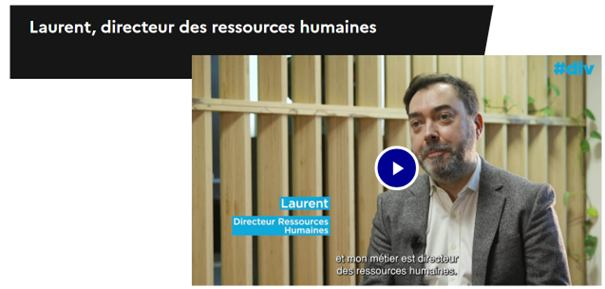 Laurent, directeur des ressources humaines
#dlv
Laurent
Directeur Ressources
Humaines
et mon métier est directeur
des ressources humaines.